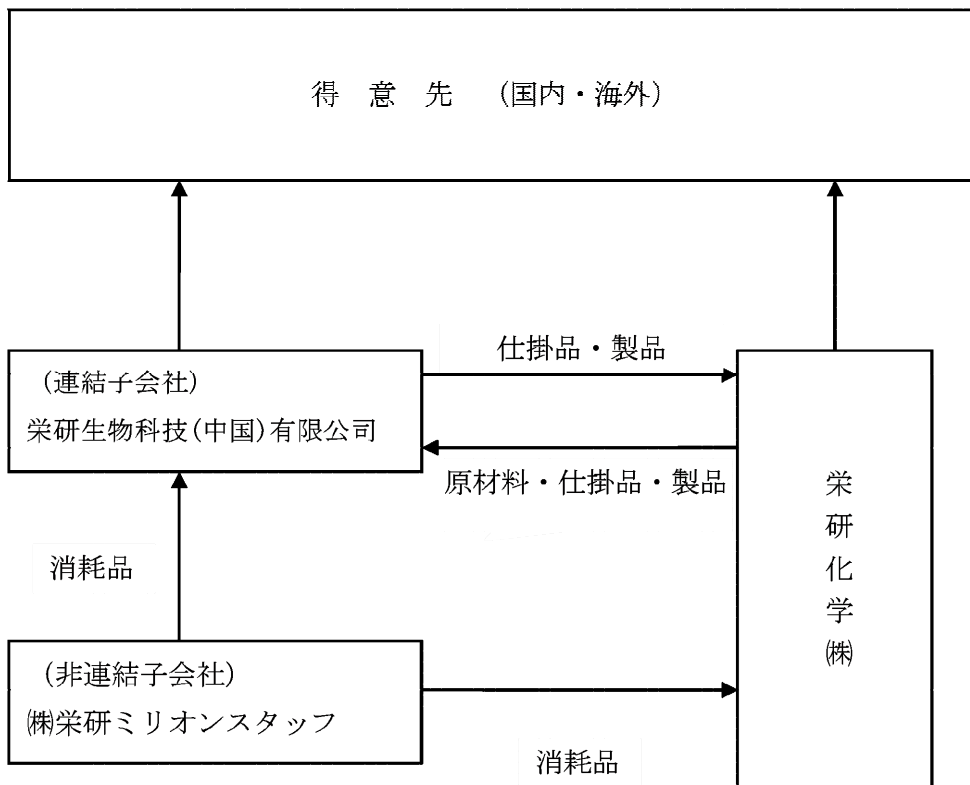 得意先 (国内・海外)
仕掛品・製品
(連結子会社)
栄研生物科技(中国)有限公司
原材料・仕掛品・製品
栄研化学㈱
消耗品
(非連結子会社)
㈱栄研ミリオンスタッフ
消耗品